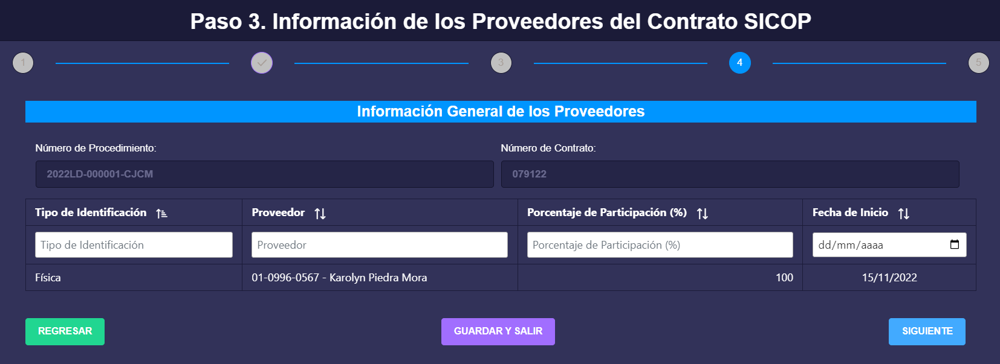 Paso 3. Información de los Proveedores del Contrato SICOP
1 3 4 5
Información General de los Proveedores
Número de Procedimiento: Número de Contrato:
2022LD-000001-CJCM 079122
Tipo de Identificación Proveedor Porcentaje de Participación (%) Fecha de Inicio
Tipo de Identificación Proveedor Porcentaje de Participación (%) dd/mm/aaaa
Física 01-0996-0567 - Karolyn Piedra Mora 100 15/11/2022
REGRESAR GUARDAR Y SALIR SIGUIENTE